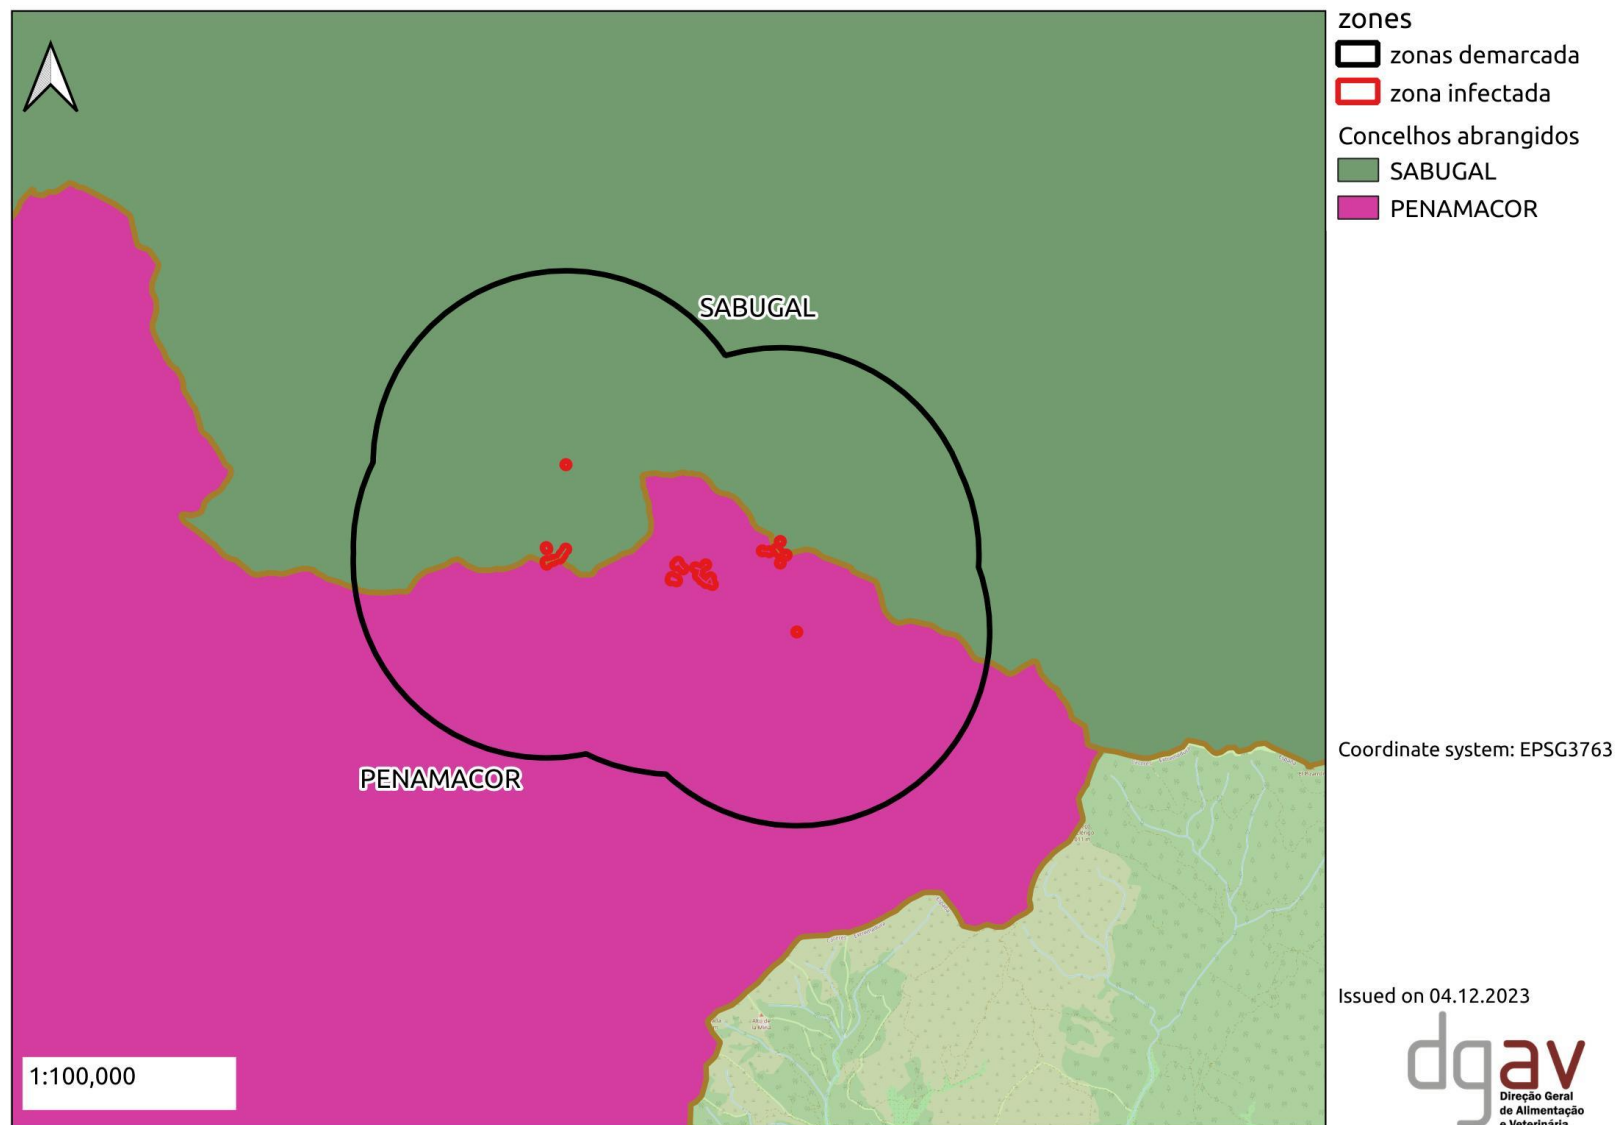 zones
zonas demarcada
zona infectada
Concelhos abrangidos
SABUGAL
PENAMACOR
SABUGAL
PENAMACOR
Coordinate system: EPSG3763
Issued on 04.12.2023
1:100,000
dgav
Direção Geral
de Alimentação
e Veterinária